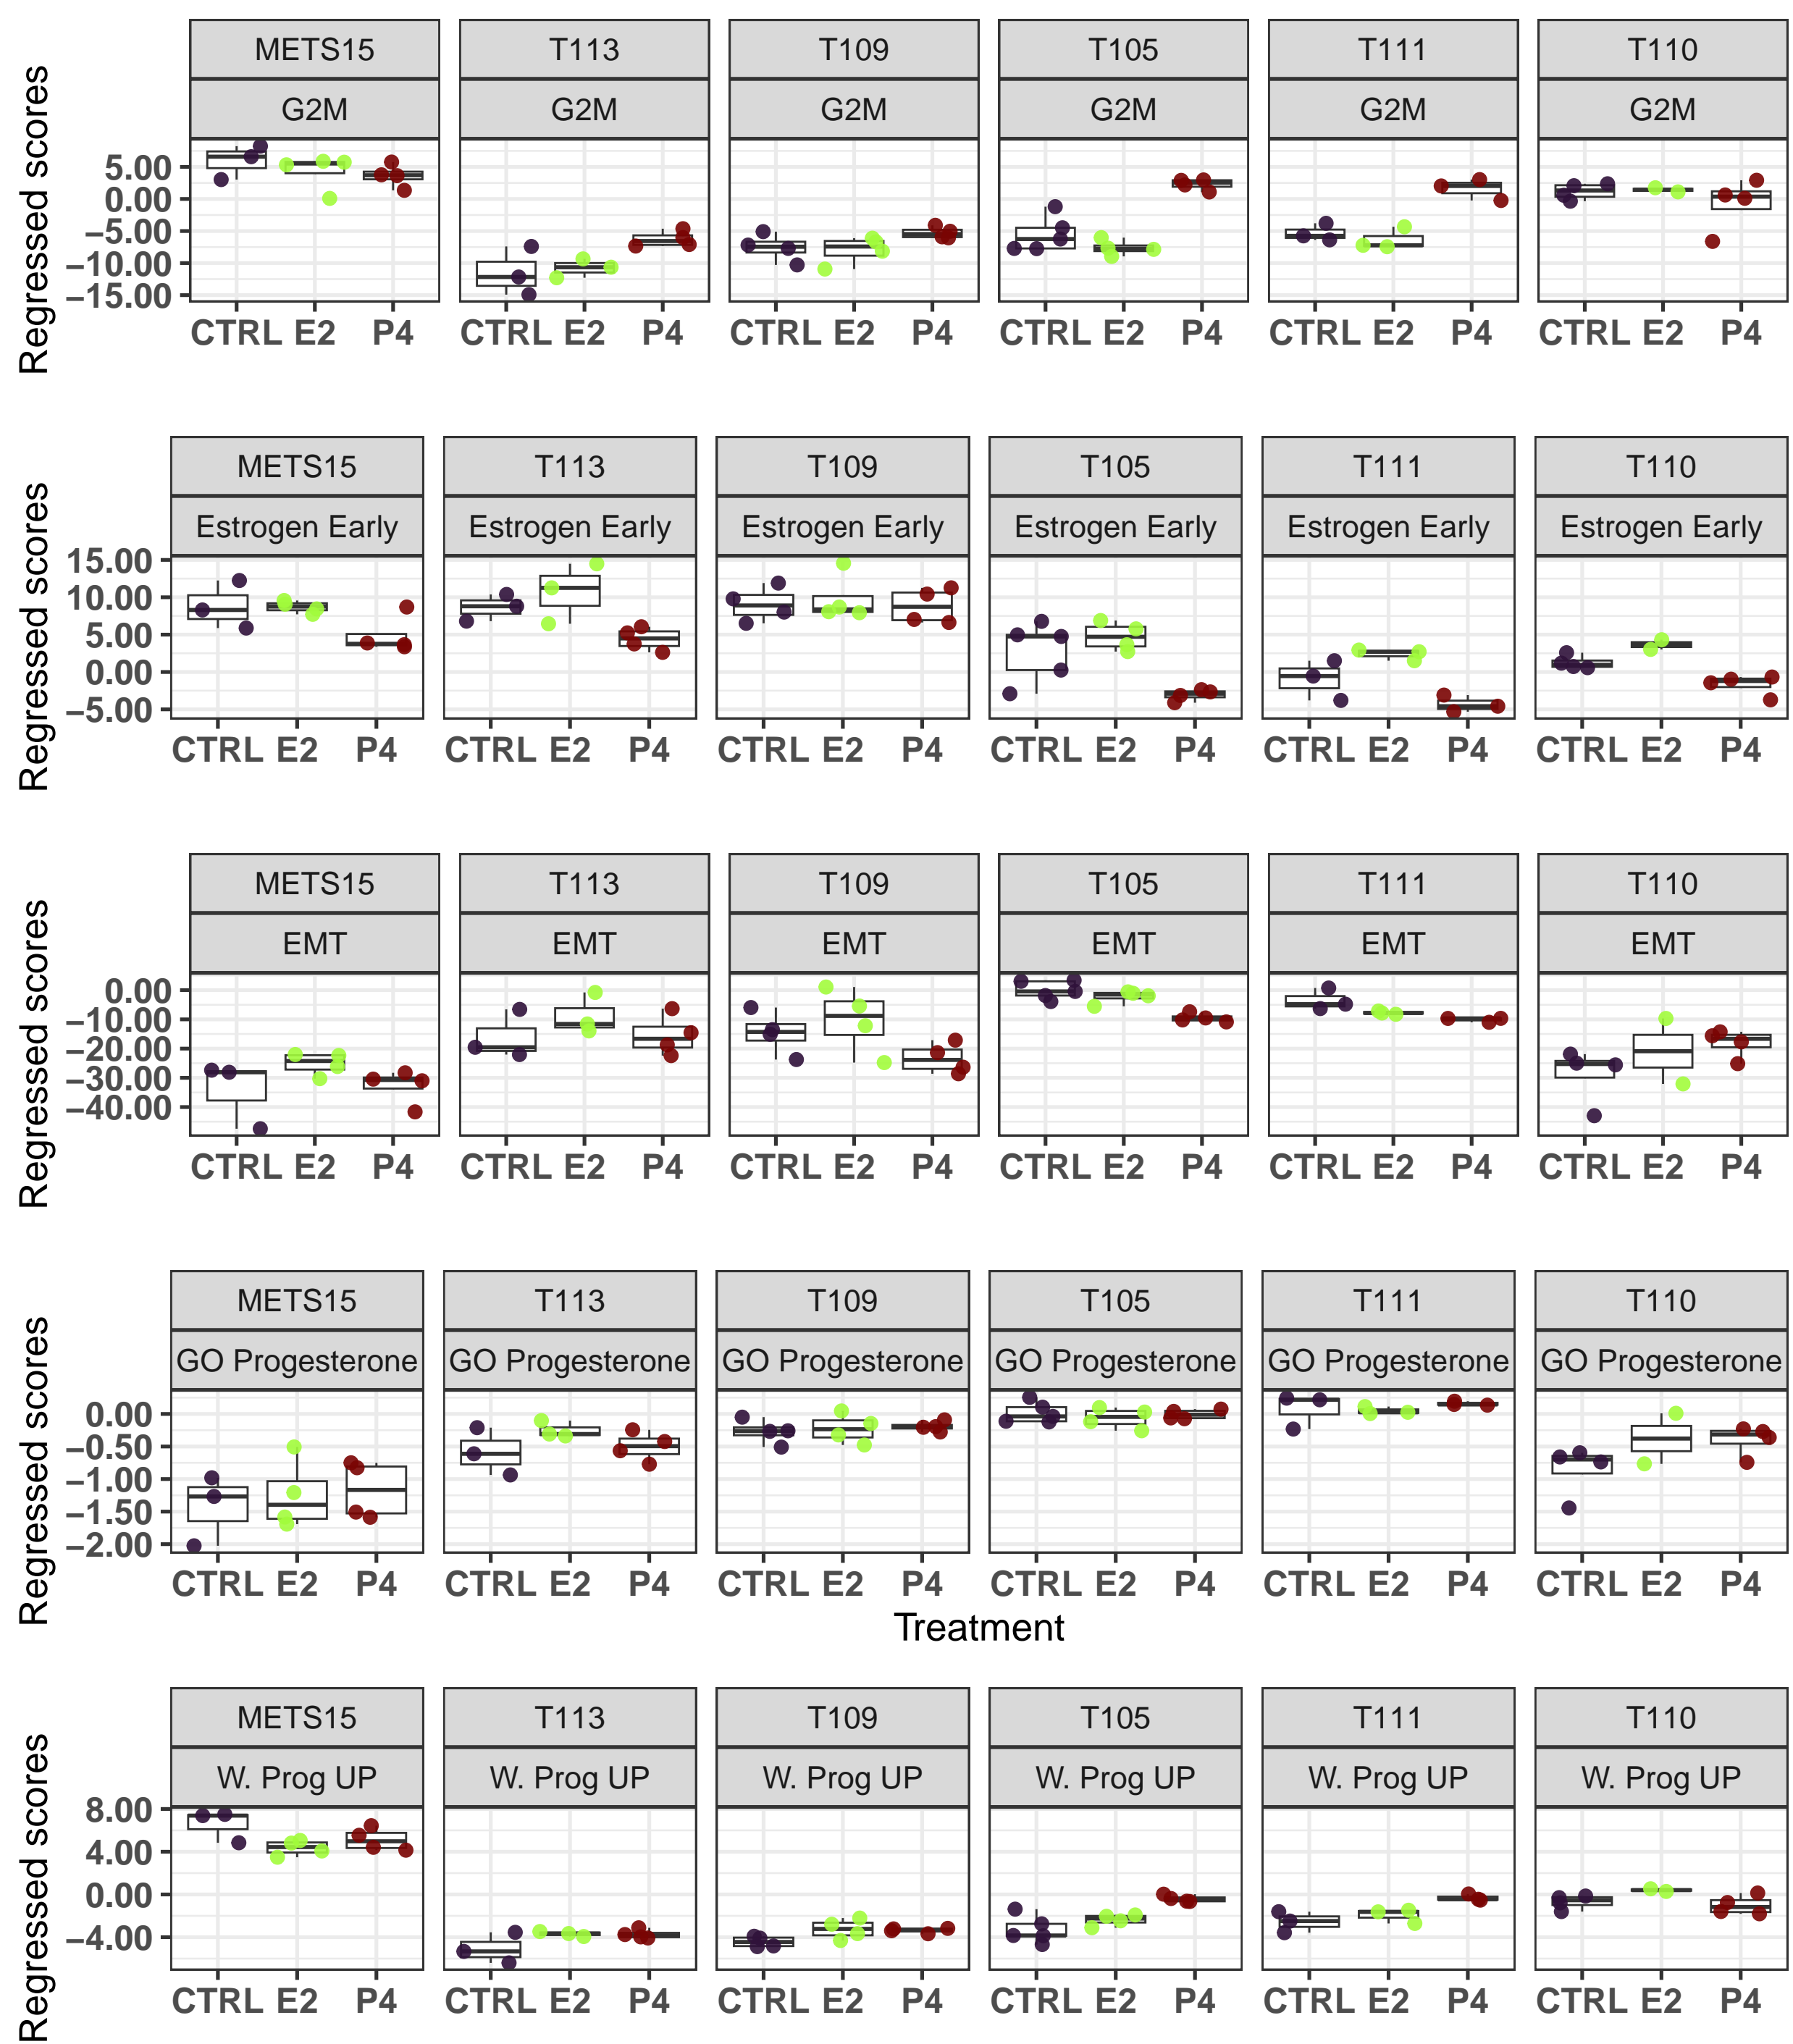 METS15 T113 T109 T105 T111 T110
G2M G2M G2M G2M G2M G2M
Regressed scores
5.00
0.00
−5.00
−10.00
−15.00
CTRL E2 P4 CTRL E2 P4 CTRL E2 P4 CTRL E2 P4 CTRL E2 P4 CTRL E2 P4
METS15 T113 T109 T105 T111 T110
Estrogen Early Estrogen Early Estrogen Early Estrogen Early Estrogen Early Estrogen Early
Regressed scores
15.00
10.00
5.00
0.00
−5.00
CTRL E2 P4 CTRL E2 P4 CTRL E2 P4 CTRL E2 P4 CTRL E2 P4 CTRL E2 P4
METS15 T113 T109 T105 T111 T110
EMT EMT EMT EMT EMT EMT
Regressed scores
0.00
−10.00
−20.00
−30.00
−40.00
CTRL E2 P4 CTRL E2 P4 CTRL E2 P4 CTRL E2 P4 CTRL E2 P4 CTRL E2 P4
METS15 T113 T109 T105 T111 T110
GO Progesterone GO Progesterone GO Progesterone GO Progesterone GO Progesterone GO Progesterone
Regressed scores
0.00
−0.50
−1.00
−1.50
−2.00
CTRL E2 P4 CTRL E2 P4 CTRL E2 P4 CTRL E2 P4 CTRL E2 P4 CTRL E2 P4
Treatment
METS15 T113 T109 T105 T111 T110
W. Prog UP W. Prog UP W. Prog UP W. Prog UP W. Prog UP W. Prog UP
Regressed scores
8.00
4.00
0.00
−4.00
CTRL E2 P4 CTRL E2 P4 CTRL E2 P4 CTRL E2 P4 CTRL E2 P4 CTRL E2 P4